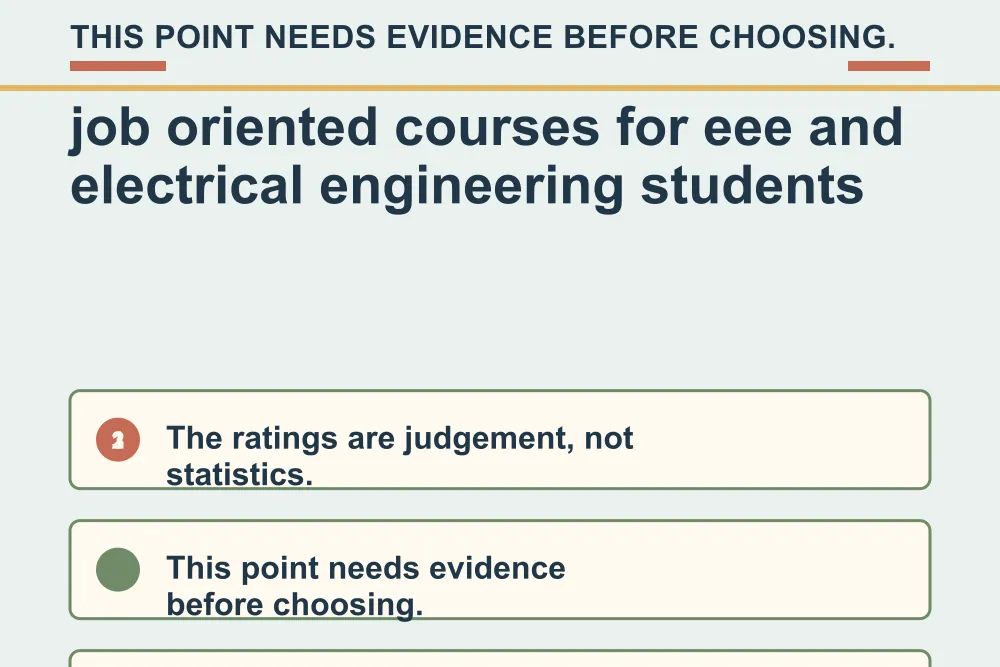 THIS POINT NEEDS EVIDENCE BEFORE CHOOSING.
job oriented courses for eee and
electrical engineering students
The ratings are judgement, not
statistics.
This point needs evidence
before choosing.